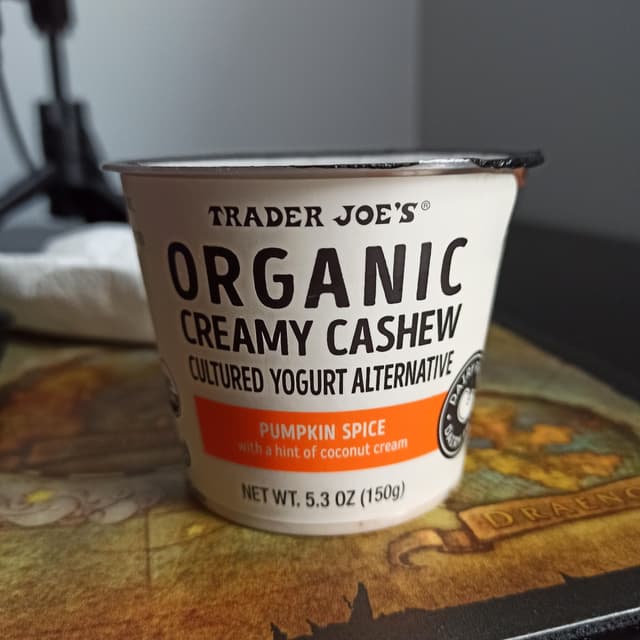 TRADER JOE'S®
ORGANIC
CREAMY CASHEW
CULTURED YOGURT ALTERNATIVE
PUMPKIN SPICE
with a hint of coconut cream
NET WT. 5.3 OZ (150g)